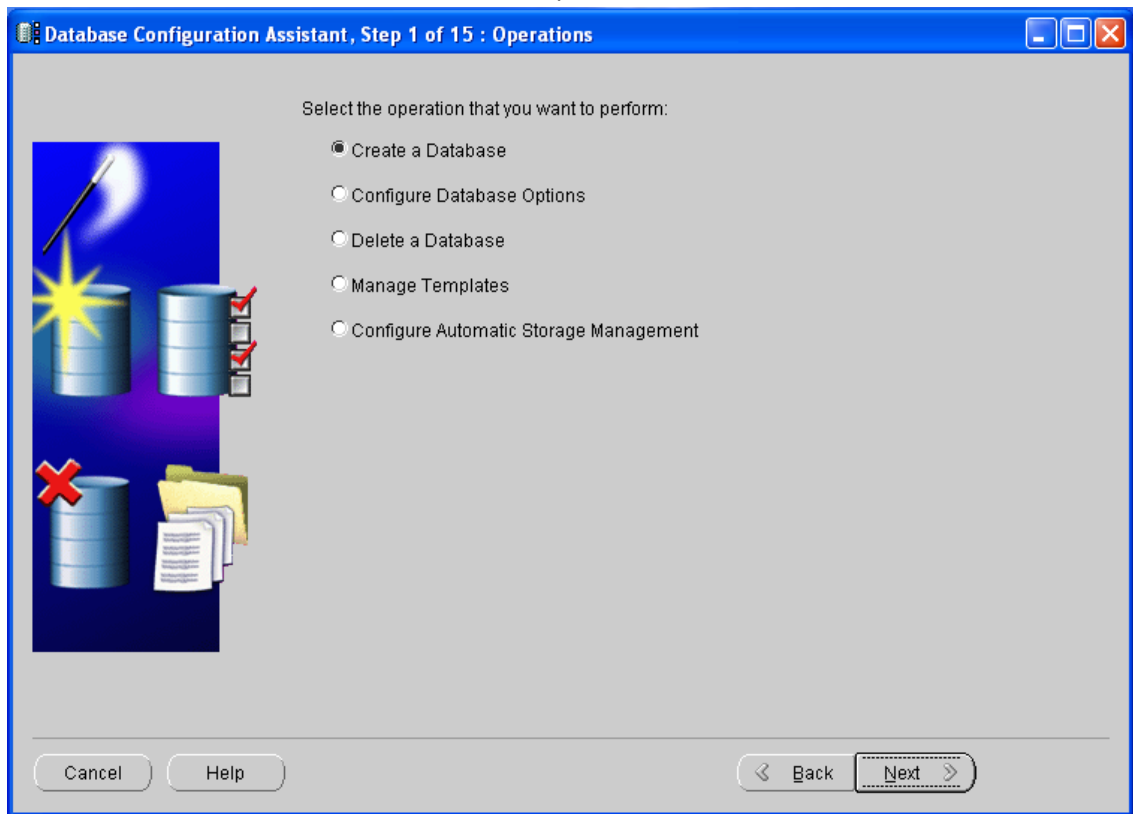 Database Configuration Assistant, Step 1 of 15 : Operations
Select the operation that you want to perform:
Create a Database
Configure Database Options
Delete a Database
Manage Templates
Configure Automatic Storage Management
Cancel
Help
Back
Next